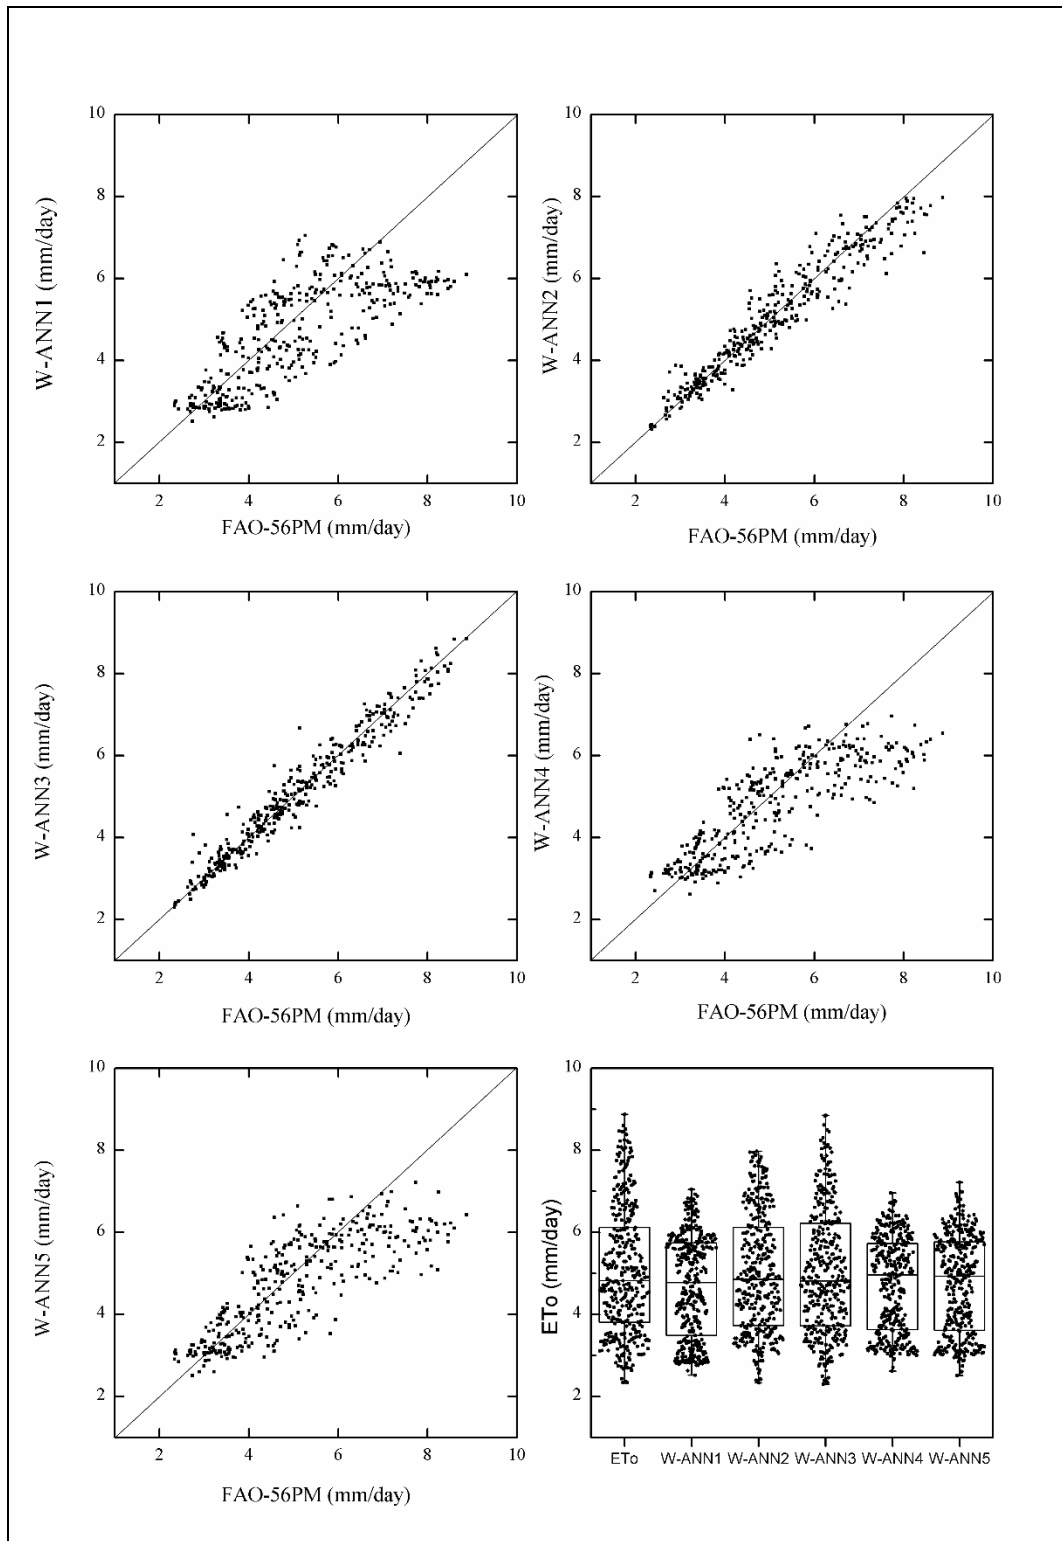 10
8
6
4
2
W-ANN1 (mm/day)
2 4 6 8 10
FAO-56PM (mm/day)
10
8
6
4
2
W-ANN2 (mm/day)
2 4 6 8 10
FAO-56PM (mm/day)
10
8
6
4
2
W-ANN3 (mm/day)
2 4 6 8 10
FAO-56PM (mm/day)
10
8
6
4
2
W-ANN4 (mm/day)
2 4 6 8 10
FAO-56PM (mm/day)
10
8
6
4
2
W-ANN5 (mm/day)
2 4 6 8 10
FAO-56PM (mm/day)
10
8
6
4
2
ETo (mm/day)
ETo W-ANN1 W-ANN2 W-ANN3 W-ANN4 W-ANN5